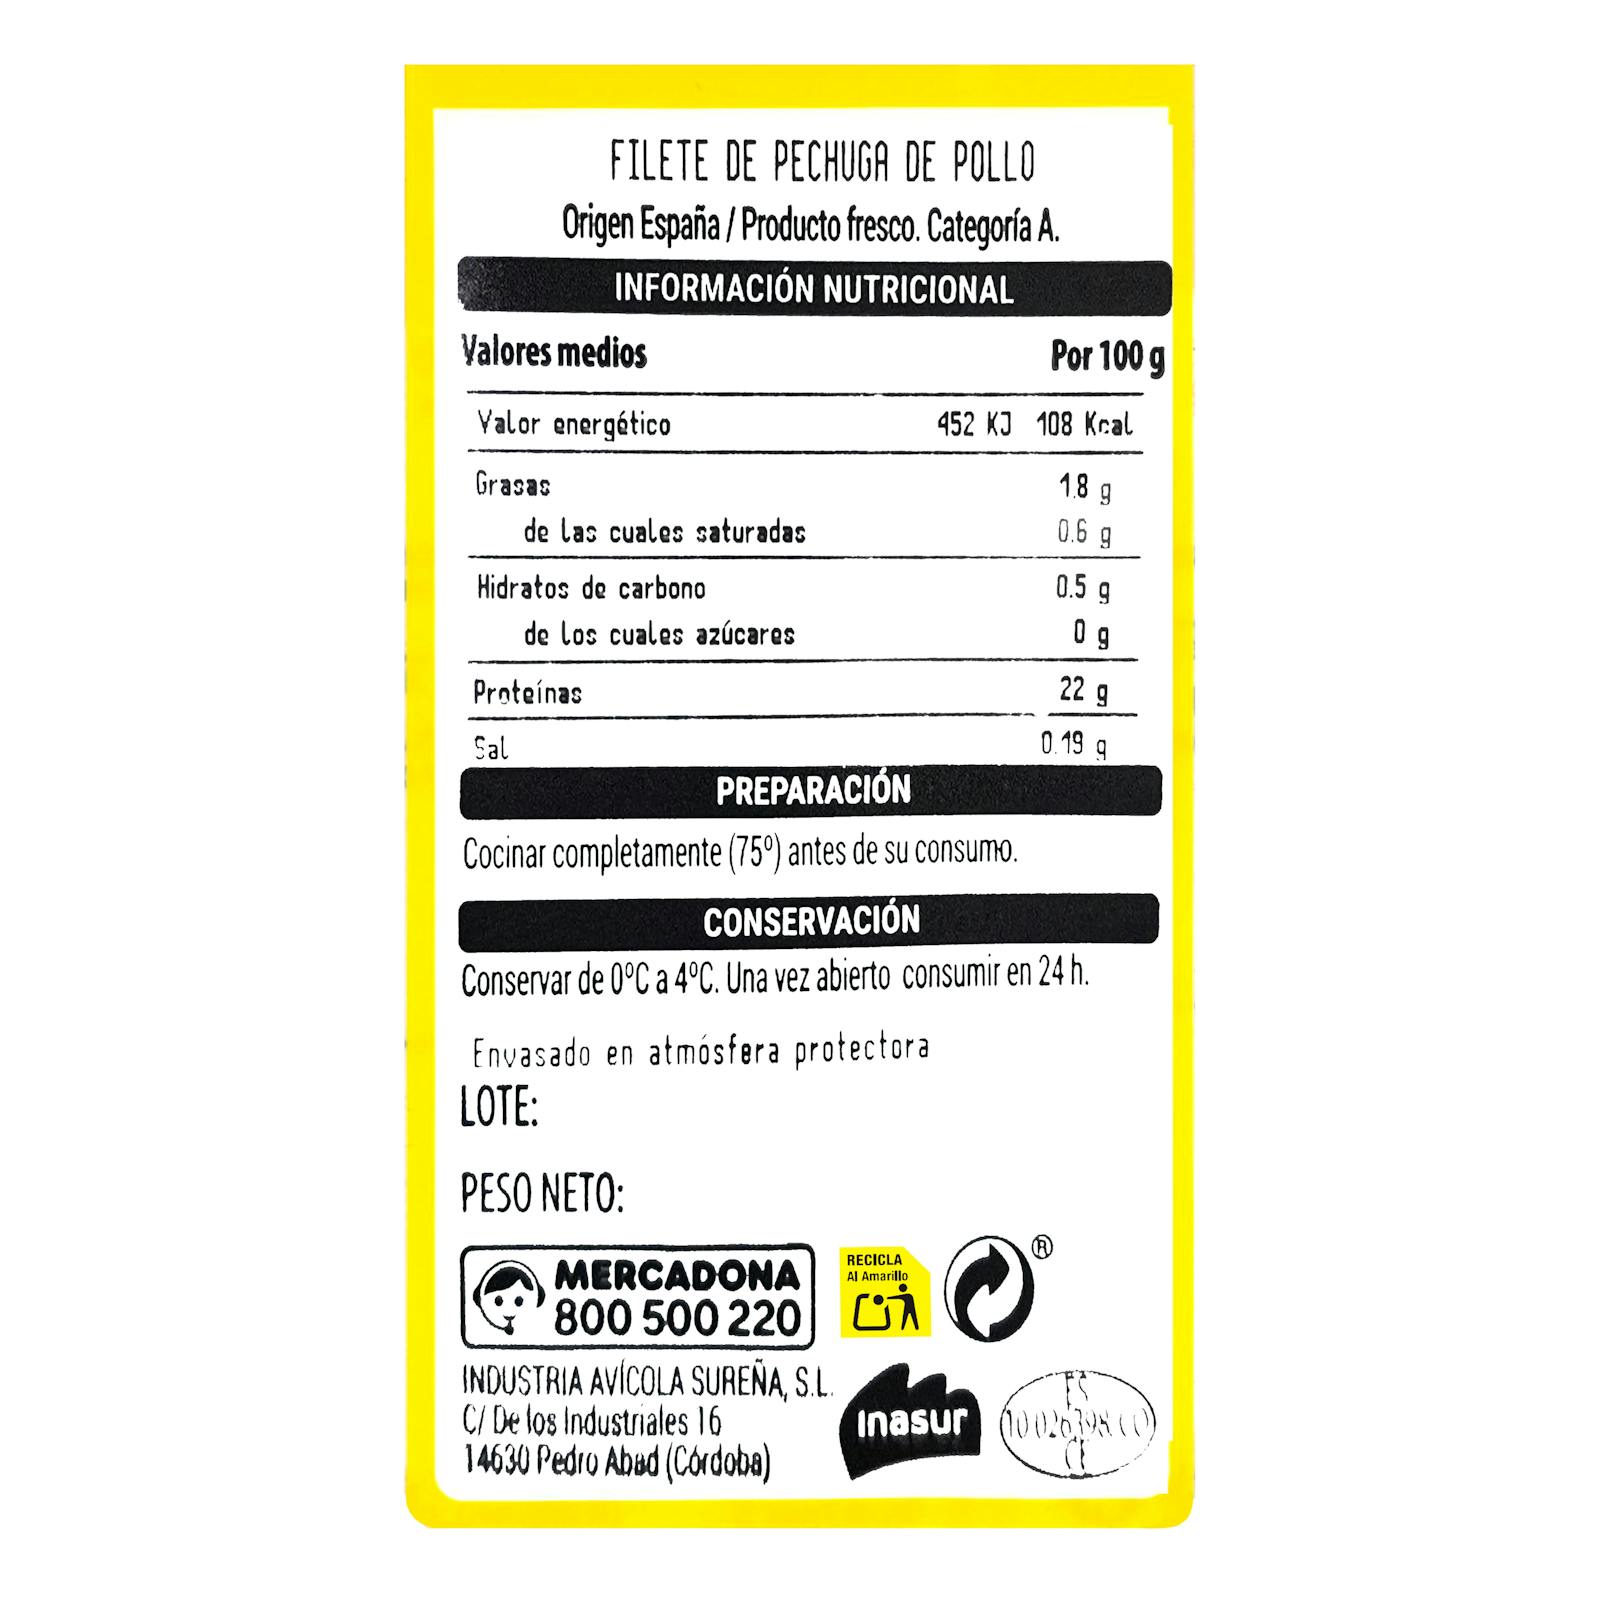 FILETE DE PECHUGA DE POLLO
Origen España / Producto fresco. Categoría A.
INFORMACIÓN NUTRICIONAL
Valores medios Por 100 g
Valor energético 452 KJ 108 Kcal
Grasas 1.8 g
de las cuales saturadas 0.6 g
Hidratos de carbono 0.5 g
de los cuales azúcares 0 g
Proteínas 22 g
Sal 0.19 g
PREPARACIÓN
Cocinar completamente (75º) antes de su consumo.
CONSERVACIÓN
Conservar de 0ºC a 4ºC. Una vez abierto consumir en 24 h.
Envasado en atmósfera protectora
LOTE:
PESO NETO:
MERCADONA
800 500 220
RECICLA
Al Amarillo
®
INDUSTRIA AVÍCOLA SUREÑA, S.L.
C/ De los Industriales 16
14630 Pedro Abad (Córdoba)
inasur
ES
10.026398/CO
CE